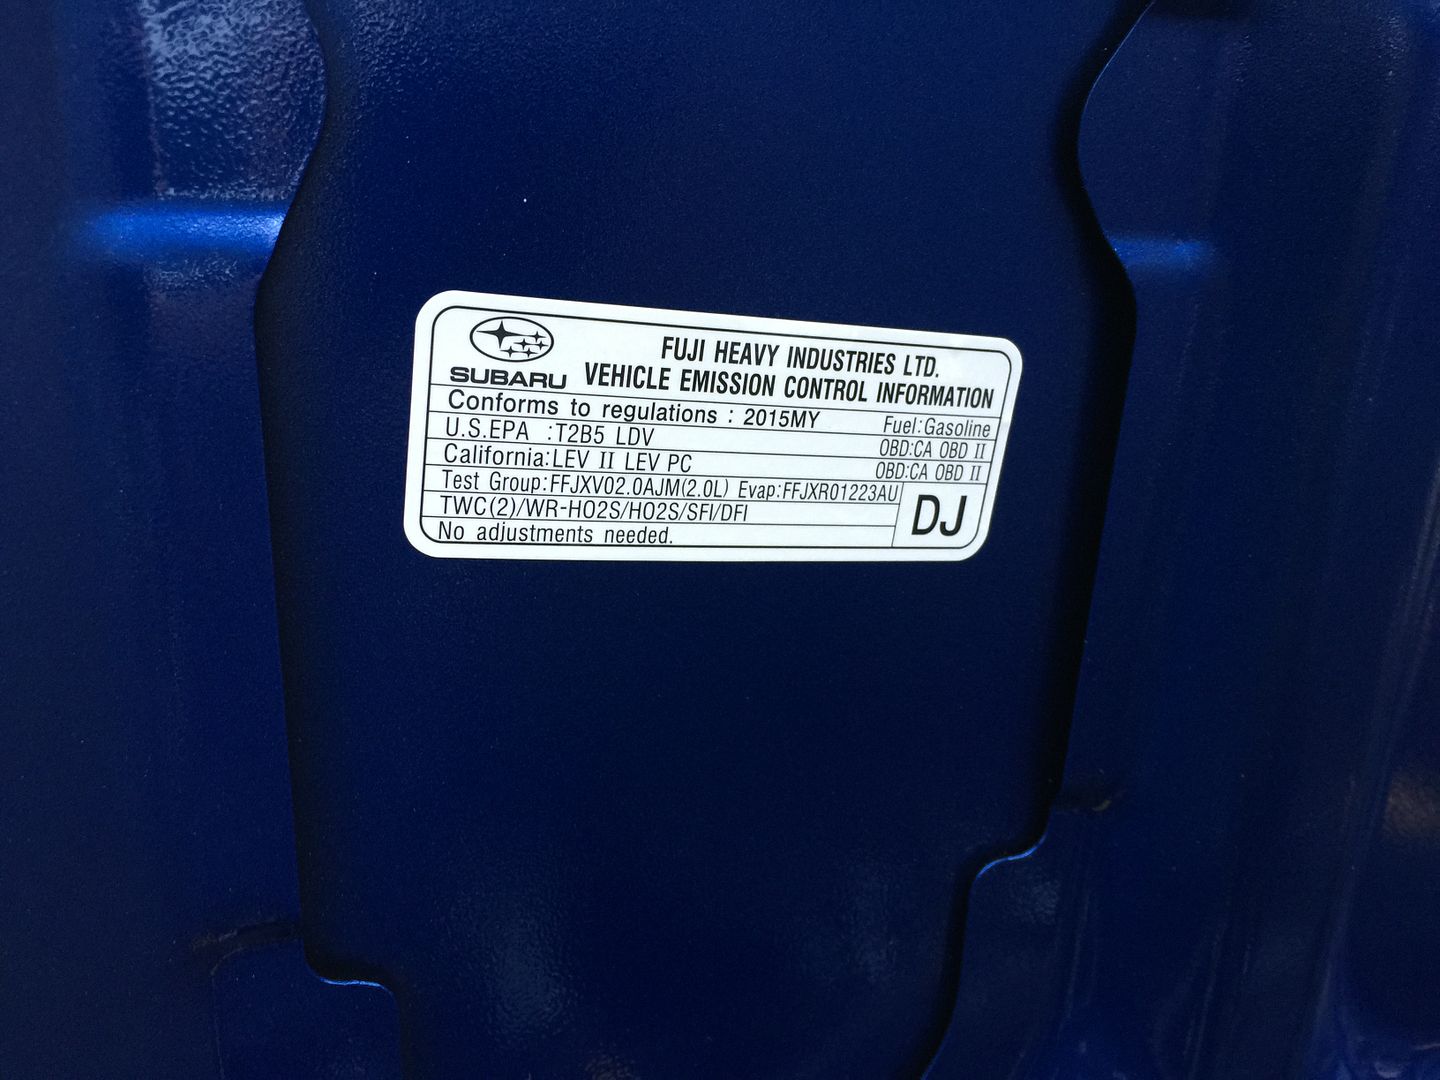 SUBARU
FUJI HEAVY INDUSTRIES LTD.
VEHICLE EMISSION CONTROL INFORMATION
Conforms to regulations : 2015MY Fuel:Gasoline
U.S.EPA :T2B5 LDV OBD:CA OBD II
California:LEV II LEV PC OBD:CA OBD II
Test Group:FFJXV02.0AJM(2.0L) Evap:FFJXR01223AU
TWC(2)/WR-HO2S/HO2S/SFI/DFI
DJ
No adjustments needed.